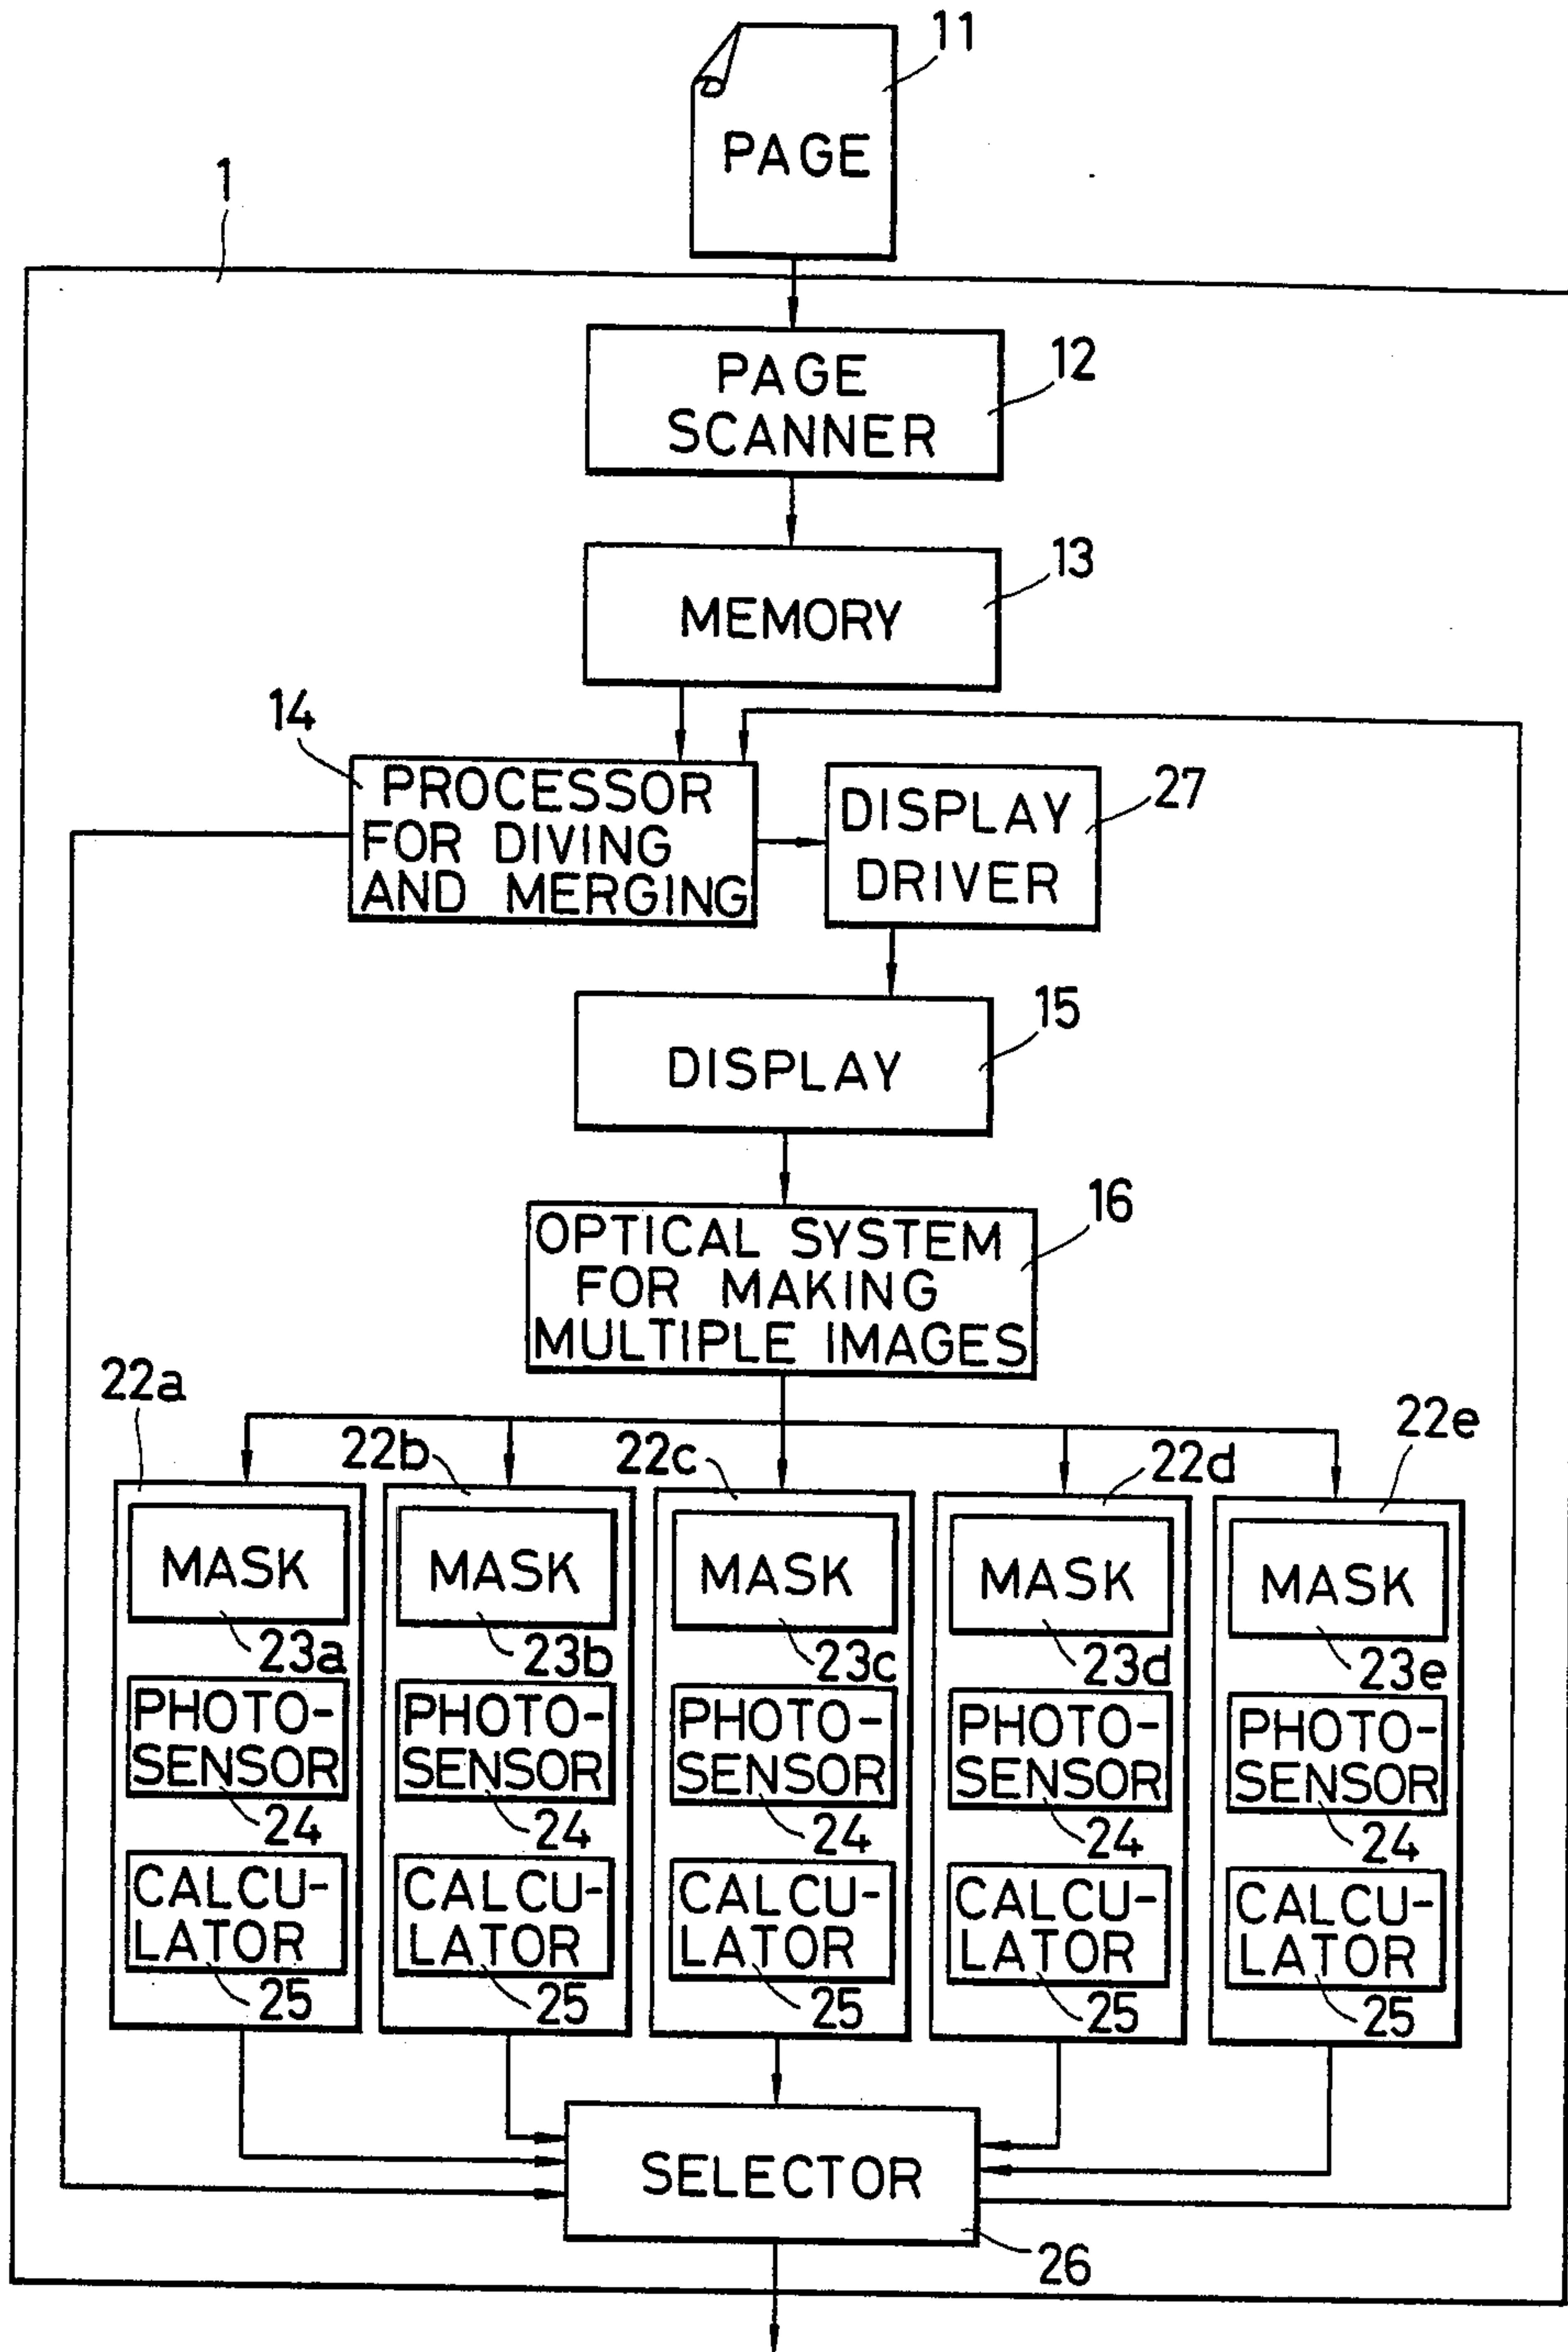 11
PAGE
1
12
PAGE
SCANNER
13
MEMORY
14
PROCESSOR
FOR DIVING
AND MERGING
27
DISPLAY
DRIVER
15
DISPLAY
16
OPTICAL SYSTEM
FOR MAKING
MULTIPLE IMAGES
22a
22b
22c
22d
22e
MASK
MASK
MASK
MASK
MASK
23a
23b
23c
23d
23e
PHOTO-
SENSOR
PHOTO-
SENSOR
PHOTO-
SENSOR
PHOTO-
SENSOR
PHOTO-
SENSOR
24
24
24
24
24
CALCU-
LATOR
CALCU-
LATOR
CALCU-
LATOR
CALCU-
LATOR
CALCU-
LATOR
25
25
25
25
25
SELECTOR
26